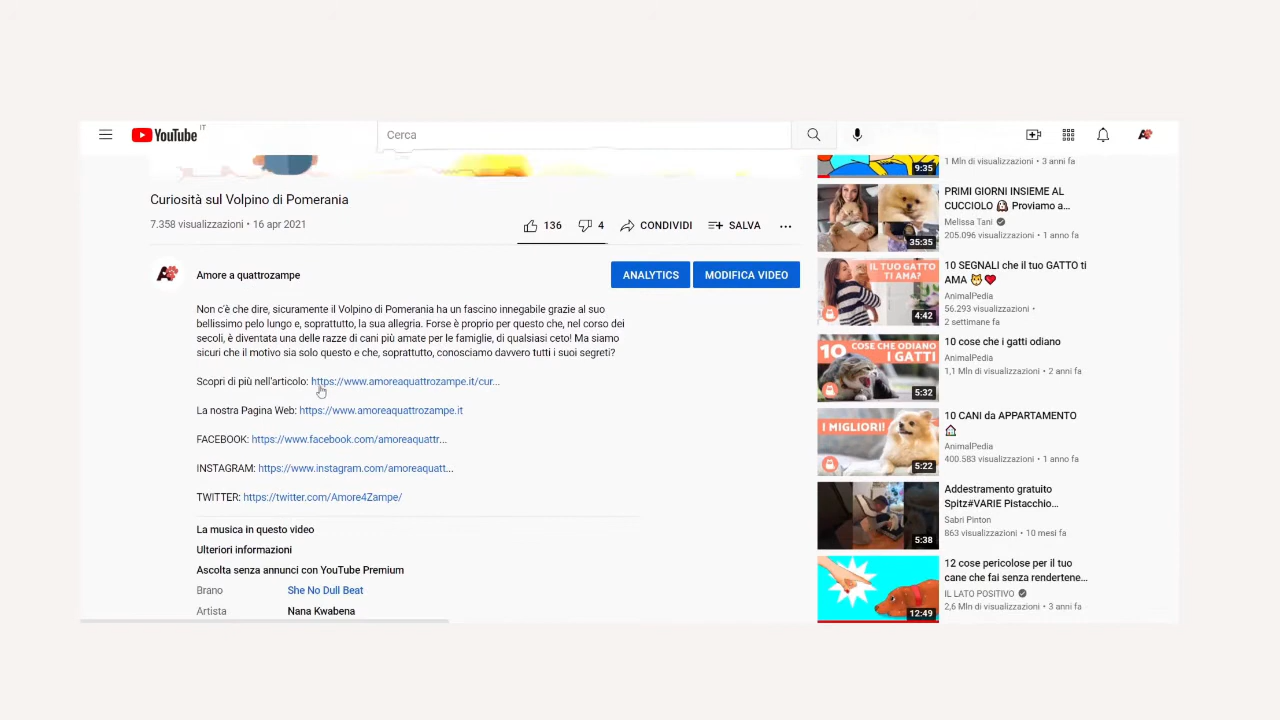 YouTube IT
Cerca
Curiosità sul Volpino di Pomerania
7.358 visualizzazioni • 16 apr 2021
136
4
CONDIVIDI
SALVA
Amore a quattrozampe
ANALYTICS
MODIFICA VIDEO
Non c'è che dire, sicuramente il Volpino di Pomerania ha un fascino innegabile grazie al suo
bellissimo pelo lungo e, soprattutto, la sua allegria. Forse è proprio per questo che, nel corso dei
secoli, è diventata una delle razze di cani più amate per le famiglie, di qualsiasi ceto! Ma siamo
sicuri che il motivo sia solo questo e che, soprattutto, conosciamo davvero tutti i suoi segreti?
Scopri di più nell'articolo: https://www.amoreaquattrozampe.it/cur...
La nostra Pagina Web: https://www.amoreaquattrozampe.it
FACEBOOK: https://www.facebook.com/amoreaquattr...
INSTAGRAM: https://www.instagram.com/amoreaquatt...
TWITTER: https://twitter.com/Amore4Zampe/
La musica in questo video
Ulteriori informazioni
Ascolta senza annunci con YouTube Premium
Brano She No Dull Beat
Artista Nana Kwabena
9:35
1 Mln di visualizzazioni • 3 anni fa
35:35
PRIMI GIORNI INSIEME AL
CUCCIOLO 🐶 Proviamo a...
Melissa Tani
205.096 visualizzazioni • 1 anno fa
IL TUO GATTO
TI AMA?
4:42
10 SEGNALI che il tuo GATTO ti
AMA 😺❤️
AnimalPedia
56.293 visualizzazioni •
2 settimane fa
10 COSE CHE ODIANO
I GATTI
5:32
10 cose che i gatti odiano
AnimalPedia
1,1 Mln di visualizzazioni • 2 anni fa
I MIGLIORI!
5:22
10 CANI da APPARTAMENTO
🏠
AnimalPedia
400.583 visualizzazioni • 1 anno fa
5:38
Addestramento gratuito
Spitz#VARIE Pistacchio...
Sabri Pinton
863 visualizzazioni • 10 mesi fa
12:49
12 cose pericolose per il tuo
cane che fai senza rendertene...
IL LATO POSITIVO
2,6 Mln di visualizzazioni • 3 anni fa